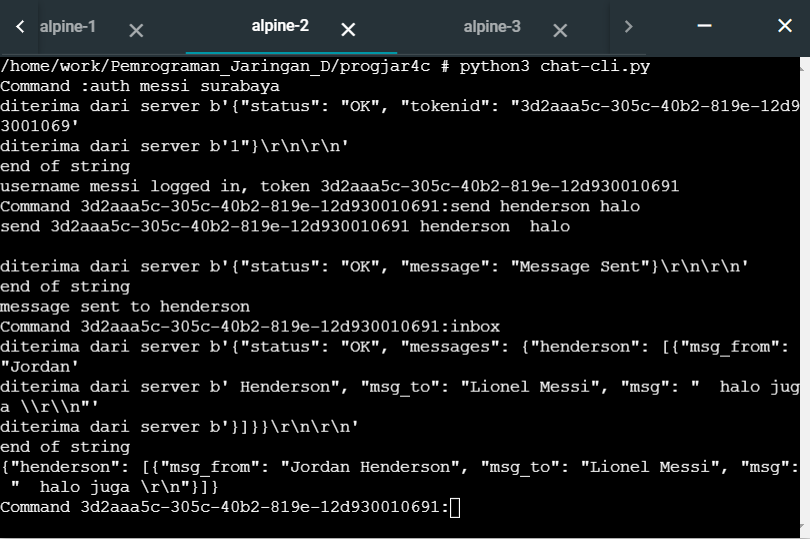 alpine-1
alpine-2
alpine-3
/home/work/Pemrograman_Jaringan_D/progjar4c # python3 chat-cli.py
Command :auth messi surabaya
diterima dari server b'{"status": "OK", "tokenid": "3d2aaa5c-305c-40b2-819e-12d9
3001069'
diterima dari server b'1"}\r\n\r\n'
end of string
username messi logged in, token 3d2aaa5c-305c-40b2-819e-12d930010691
Command 3d2aaa5c-305c-40b2-819e-12d930010691:send henderson halo
send 3d2aaa5c-305c-40b2-819e-12d930010691 henderson  halo
diterima dari server b'{"status": "OK", "message": "Message Sent"}\r\n\r\n'
end of string
message sent to henderson
Command 3d2aaa5c-305c-40b2-819e-12d930010691:inbox
diterima dari server b'{"status": "OK", "messages": {"henderson": [{"msg_from":
"Jordan'
diterima dari server b' Henderson", "msg_to": "Lionel Messi", "msg": "  halo jug
a \\r\\n"'
diterima dari server b'}]}}\r\n\r\n'
end of string
{"henderson": [{"msg_from": "Jordan Henderson", "msg_to": "Lionel Messi", "msg":
 "  halo juga \r\n"}]}
Command 3d2aaa5c-305c-40b2-819e-12d930010691: